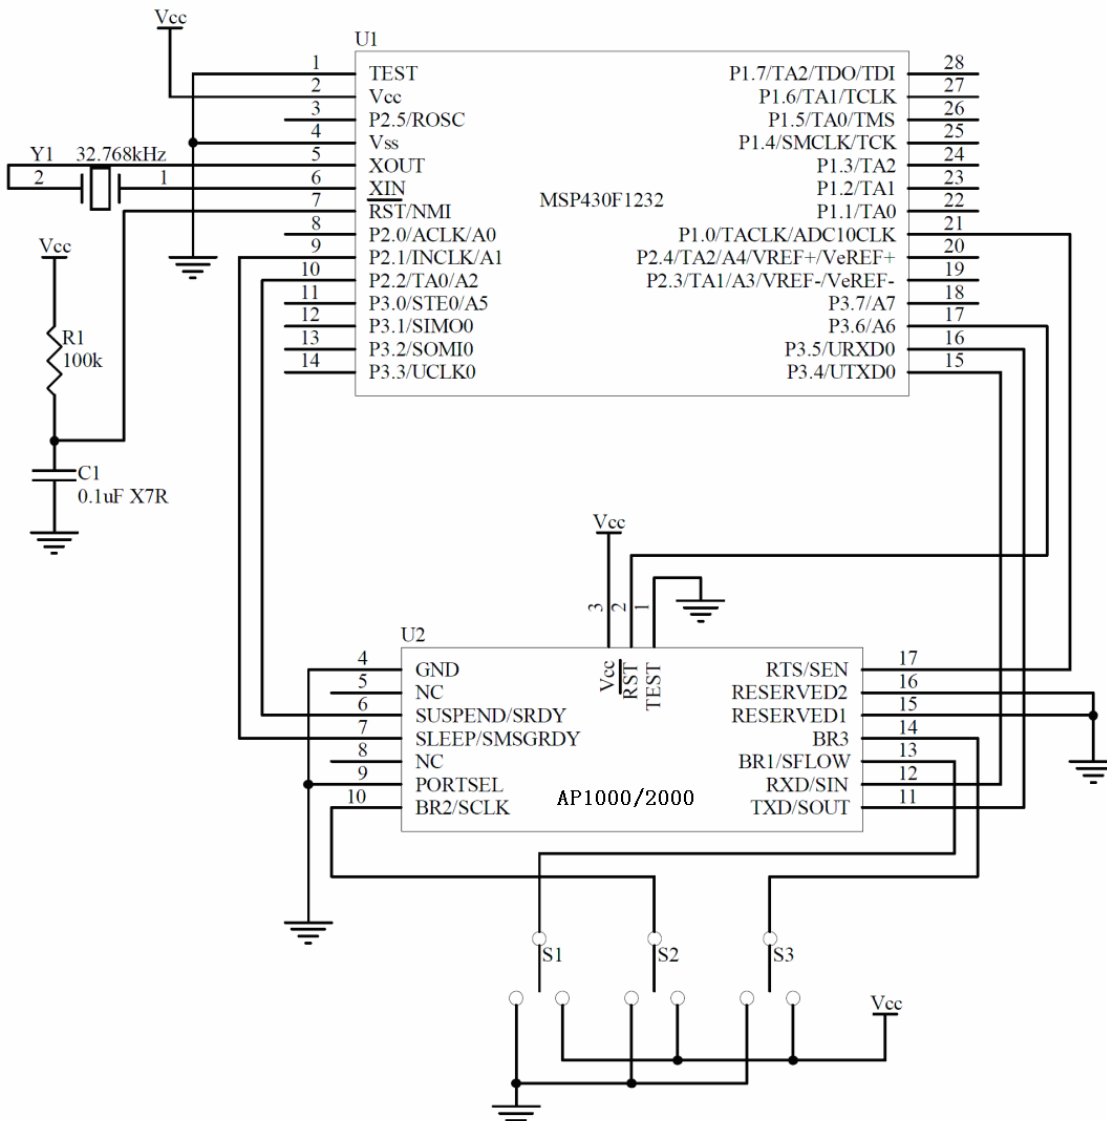 Vcc
U1
1 TEST P1.7/TA2/TDO/TDI 28
2 Vcc P1.6/TA1/TCLK 27
3 P2.5/ROSC P1.5/TA0/TMS 26
4 Vss P1.4/SMCLK/TCK 25
Y1 32.768kHz 5 XOUT P1.3/TA2 24
2 1 6 XIN MSP430F1232 P1.2/TA1 23
7 RST/NMI P1.1/TA0 22
8 P2.0/ACLK/A0 P1.0/TACLK/ADC10CLK 21
Vcc 9 P2.1/INCLK/A1 P2.4/TA2/A4/VREF+/VeREF+ 20
10 P2.2/TA0/A2 P2.3/TA1/A3/VREF-/VeREF- 19
11 P3.0/STE0/A5 P3.7/A7 18
12 P3.1/SIMO0 P3.6/A6 17
R1 13 P3.2/SOMI0 P3.5/URXD0 16
100k 14 P3.3/UCLK0 P3.4/UTXD0 15
C1
0.1uF X7R
Vcc
3 2 1
U2
Vcc RST TEST
4 GND RTS/SEN 17
5 NC RESERVED2 16
6 SUSPEND/SRDY RESERVED1 15
7 SLEEP/SMSGRDY BR3 14
8 NC BR1/SFLOW 13
9 PORTSEL AP1000/2000 RXD/SIN 12
10 BR2/SCLK TXD/SOUT 11
S1 S2 S3
Vcc